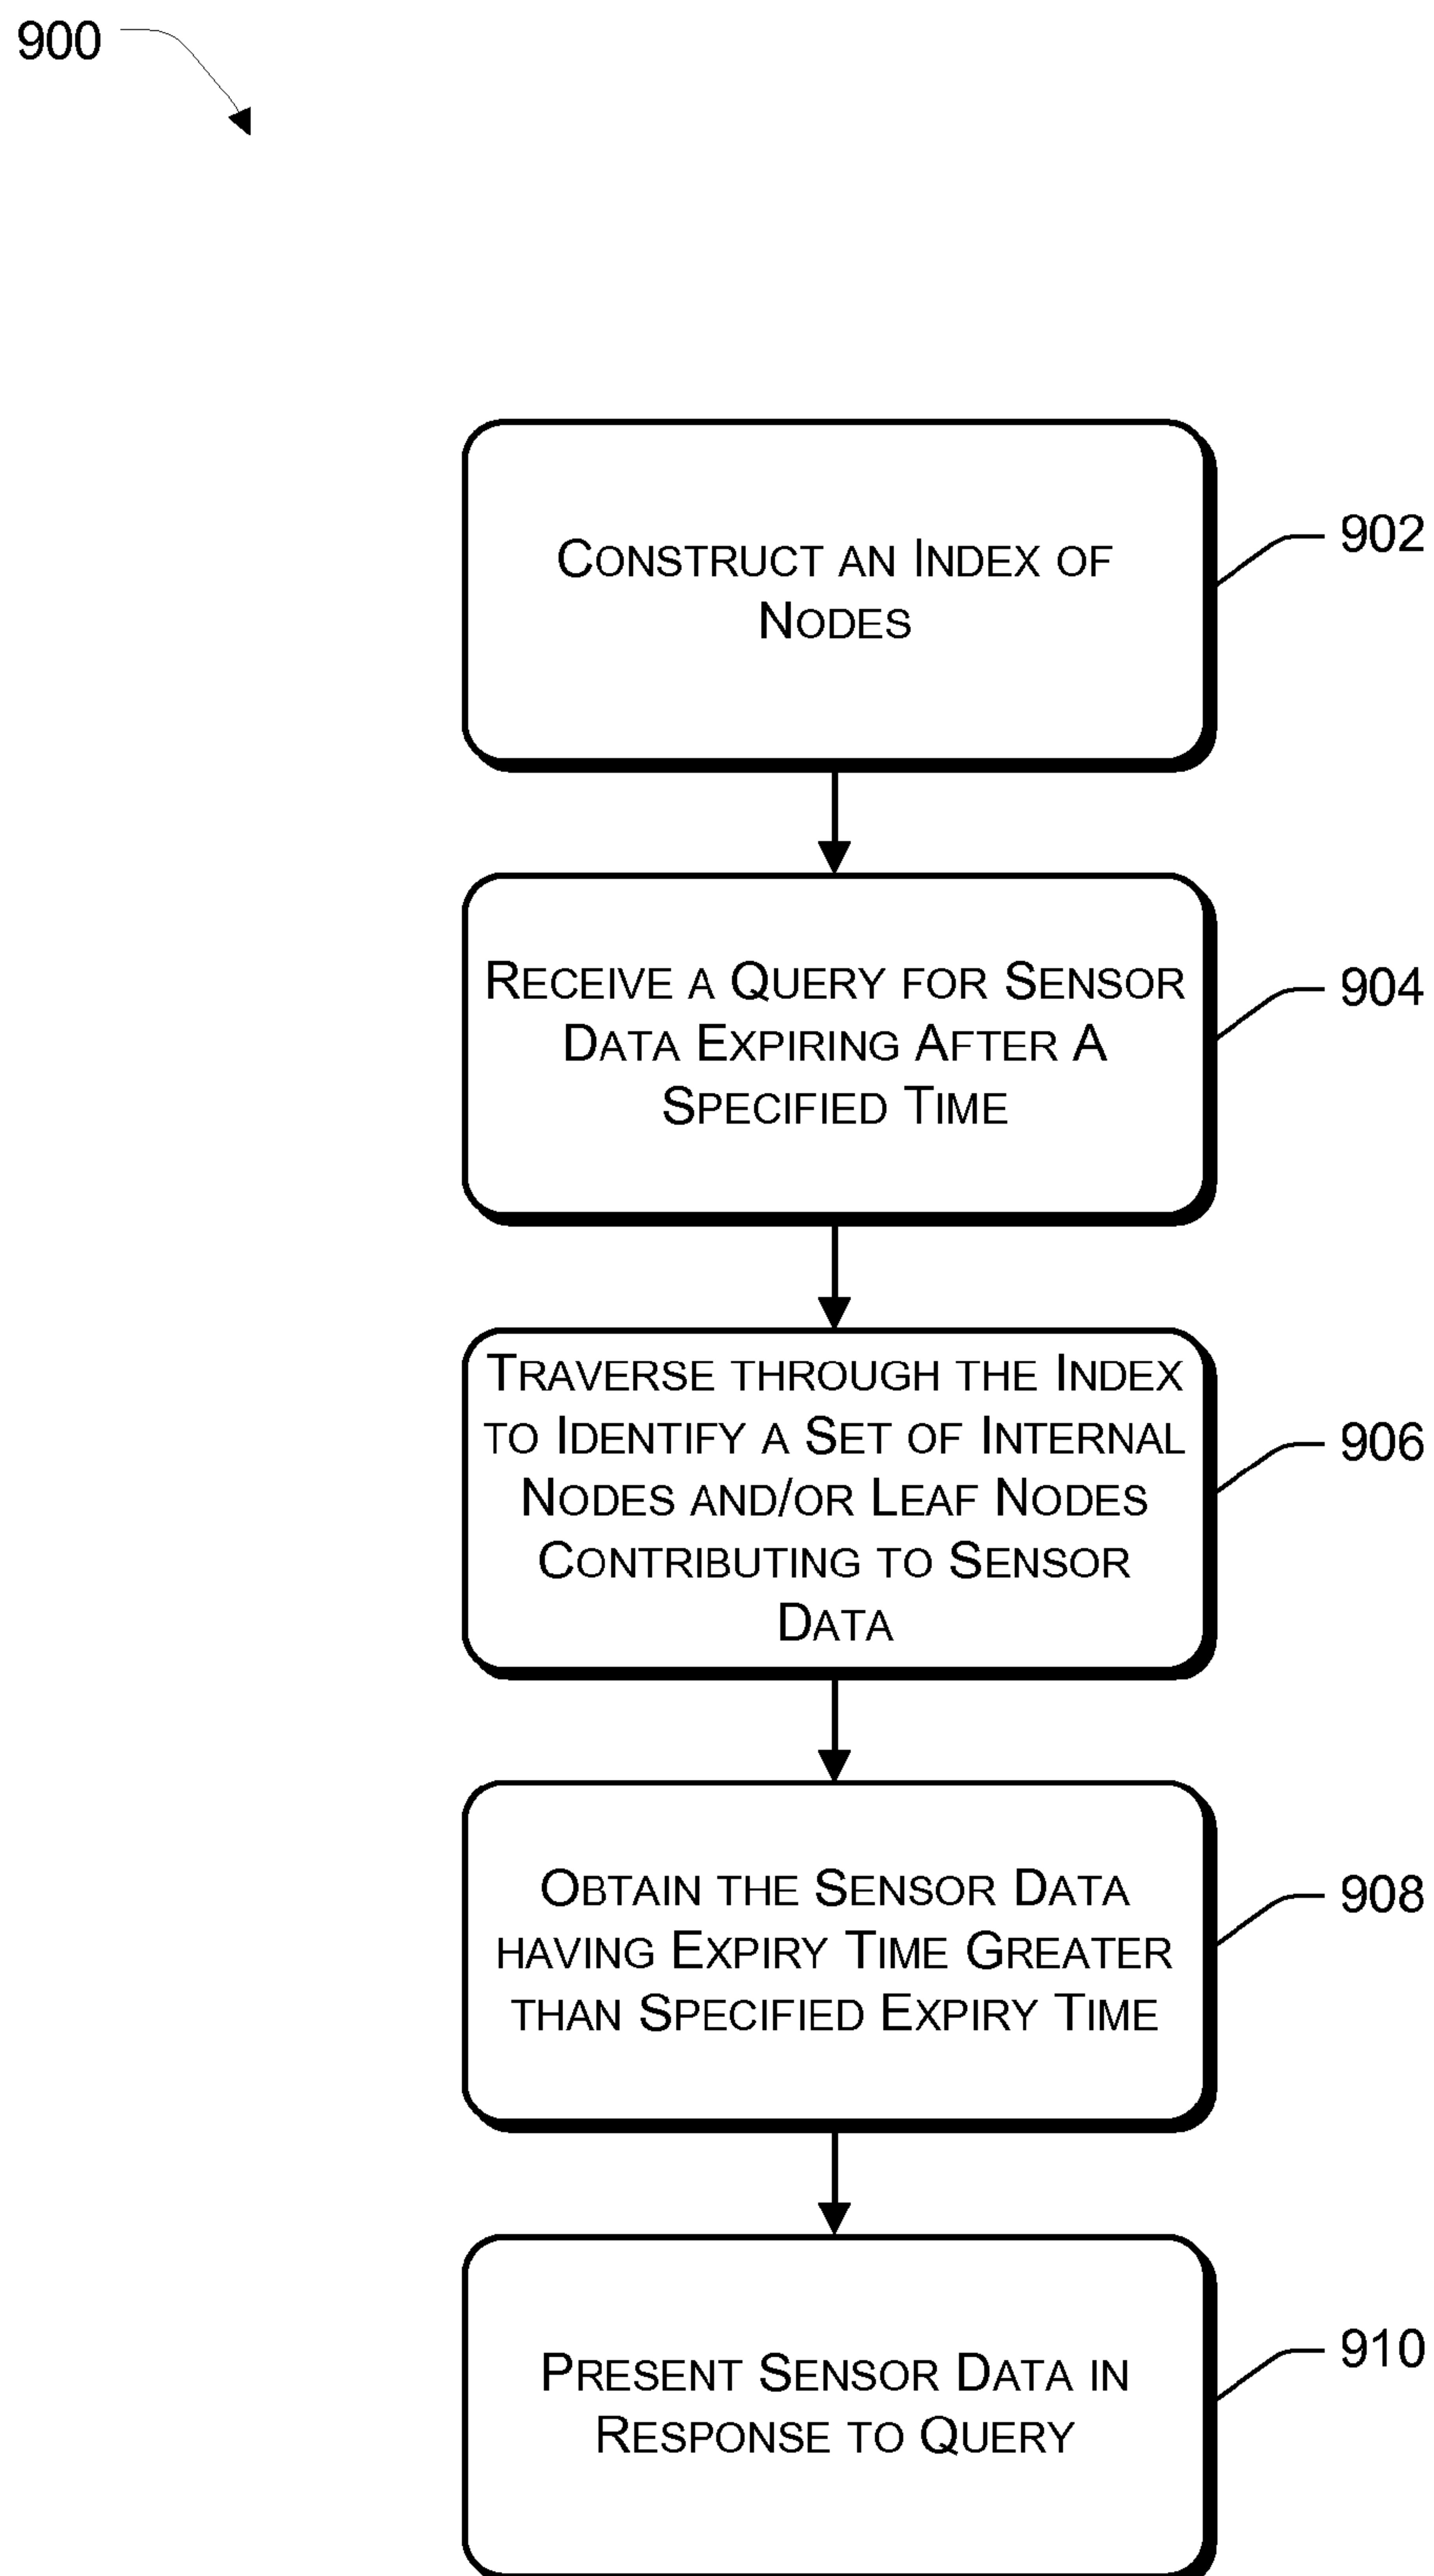 900
CONSTRUCT AN INDEX OF
NODES
902
RECEIVE A QUERY FOR SENSOR
DATA EXPIRING AFTER A
SPECIFIED TIME
904
TRAVERSE THROUGH THE INDEX
TO IDENTIFY A SET OF INTERNAL
NODES AND/OR LEAF NODES
CONTRIBUTING TO SENSOR
DATA
906
OBTAIN THE SENSOR DATA
HAVING EXPIRY TIME GREATER
THAN SPECIFIED EXPIRY TIME
908
PRESENT SENSOR DATA IN
RESPONSE TO QUERY
910